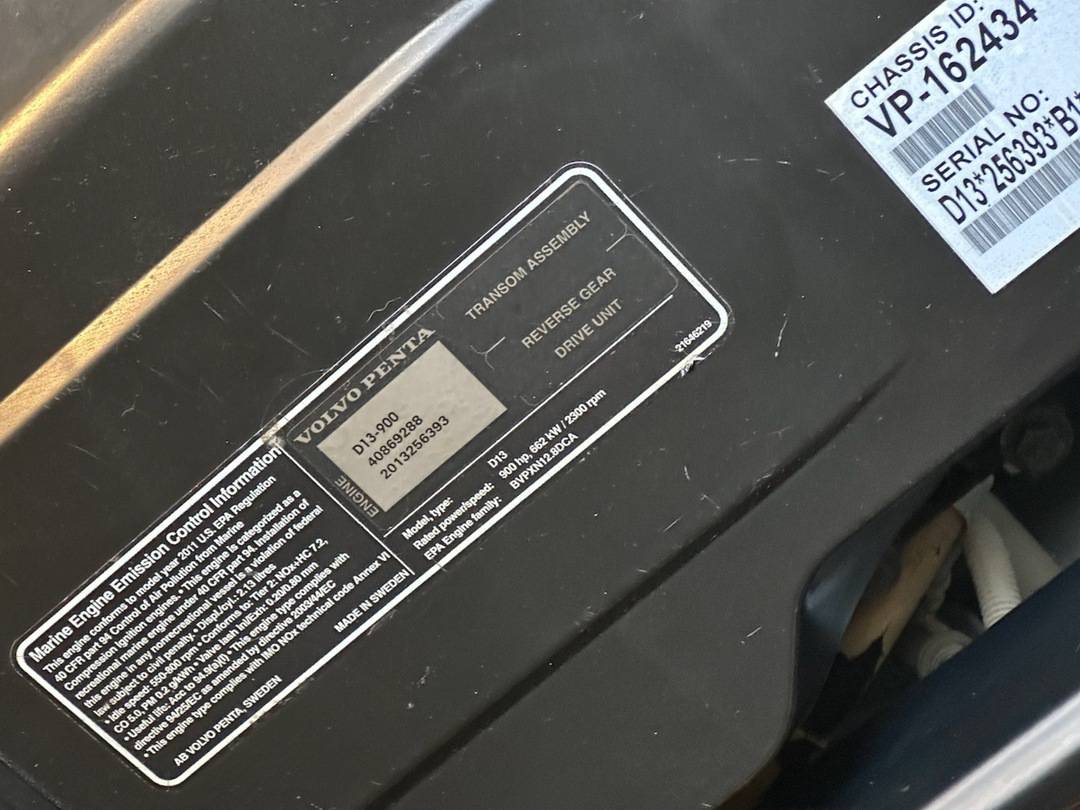 CHASSIS ID:
VP-162434
SERIAL NO:
D13*256393*B1*
VOLVO PENTA
D13-900
40869288
2013256393
ENGINE
TRANSOM ASSEMBLY
REVERSE GEAR
DRIVE UNIT
21646219
Model, type: D13
Rated power/speed: 900 hp, 662 kW / 2300 rpm
EPA Engine family: BVPXN12.8DCA
Marine Engine Emission Control Information
This engine conforms to model year 2011 U.S. EPA Regulation
40 CFR part 94 Control of Air Pollution from Marine
Compression Ignition engines. • This engine is categorized as a
recreational marine engine under 40 CFR part 94. Installation of
this engine in any nonrecreational vessel is a violation of federal
law subject to civil penalty. • Displ./cyl.: 2.13 litres
• Idle speed: 550-800 rpm • Conforms to: Tier 2: NOx+HC 7.2,
CO 5.0, PM 0.2 g/kWh • Valve lash inl/Exh: 0.20/0.80 mm
• Useful life: Acc to 94.9(a)(i) • This engine type complies with
directive 94/25/EC as amended by directive 2003/44/EC
• This engine type complies with IMO NOx technical code Annex VI
AB VOLVO PENTA, SWEDEN MADE IN SWEDEN